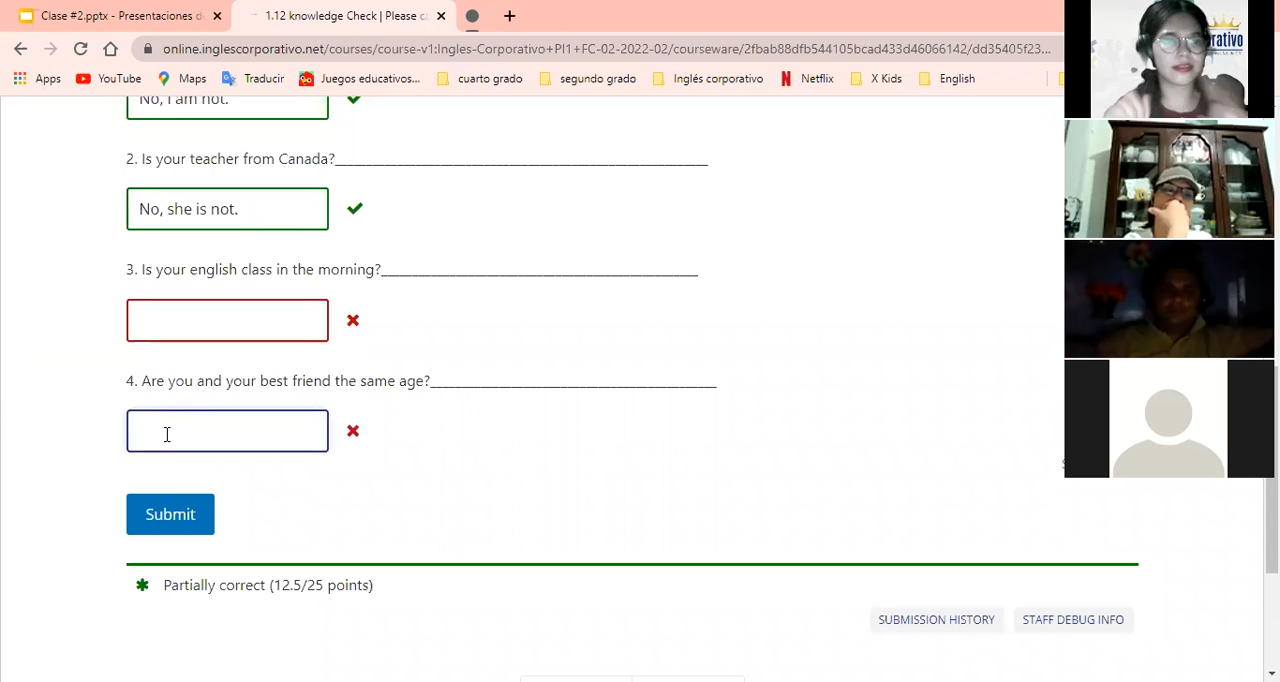 Clase #2.pptx - Presentaciones d
1.12 knowledge Check | Please c
online.inglescorporativo.net/courses/course-v1:Ingles-Corporativo+PI1+FC-02-2022-02/courseware/2fbab88dfb544105bcad433d46066142/dd35405f23...
Apps YouTube Maps Traducir Juegos educativos... cuarto grado segundo grado Inglés corporativo Netflix X Kids English
No, I am not.
2. Is your teacher from Canada?
No, she is not.
3. Is your english class in the morning?
4. Are you and your best friend the same age?
Submit
Partially correct (12.5/25 points)
SUBMISSION HISTORY STAFF DEBUG INFO